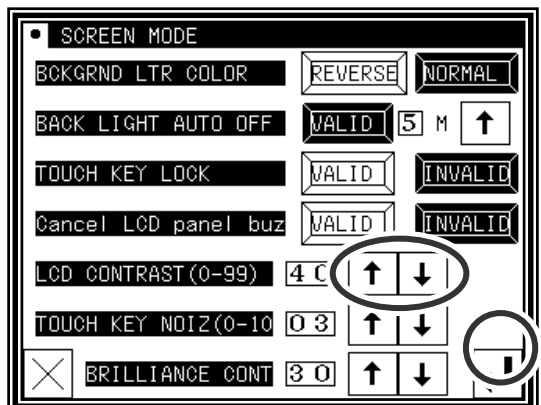 SCREEN MODE
BCKGRND LTR COLOR REVERSE NORMAL
BACK LIGHT AUTO OFF VALID 5 M ↑
TOUCH KEY LOCK VALID INVALID
Cancel LCD panel buz VALID INVALID
LCD CONTRAST(0-99) 40 ↑ ↓
TOUCH KEY NOIZ(0-10 03 ↑ ↓
BRILLIANCE CONT 30 ↑ ↓